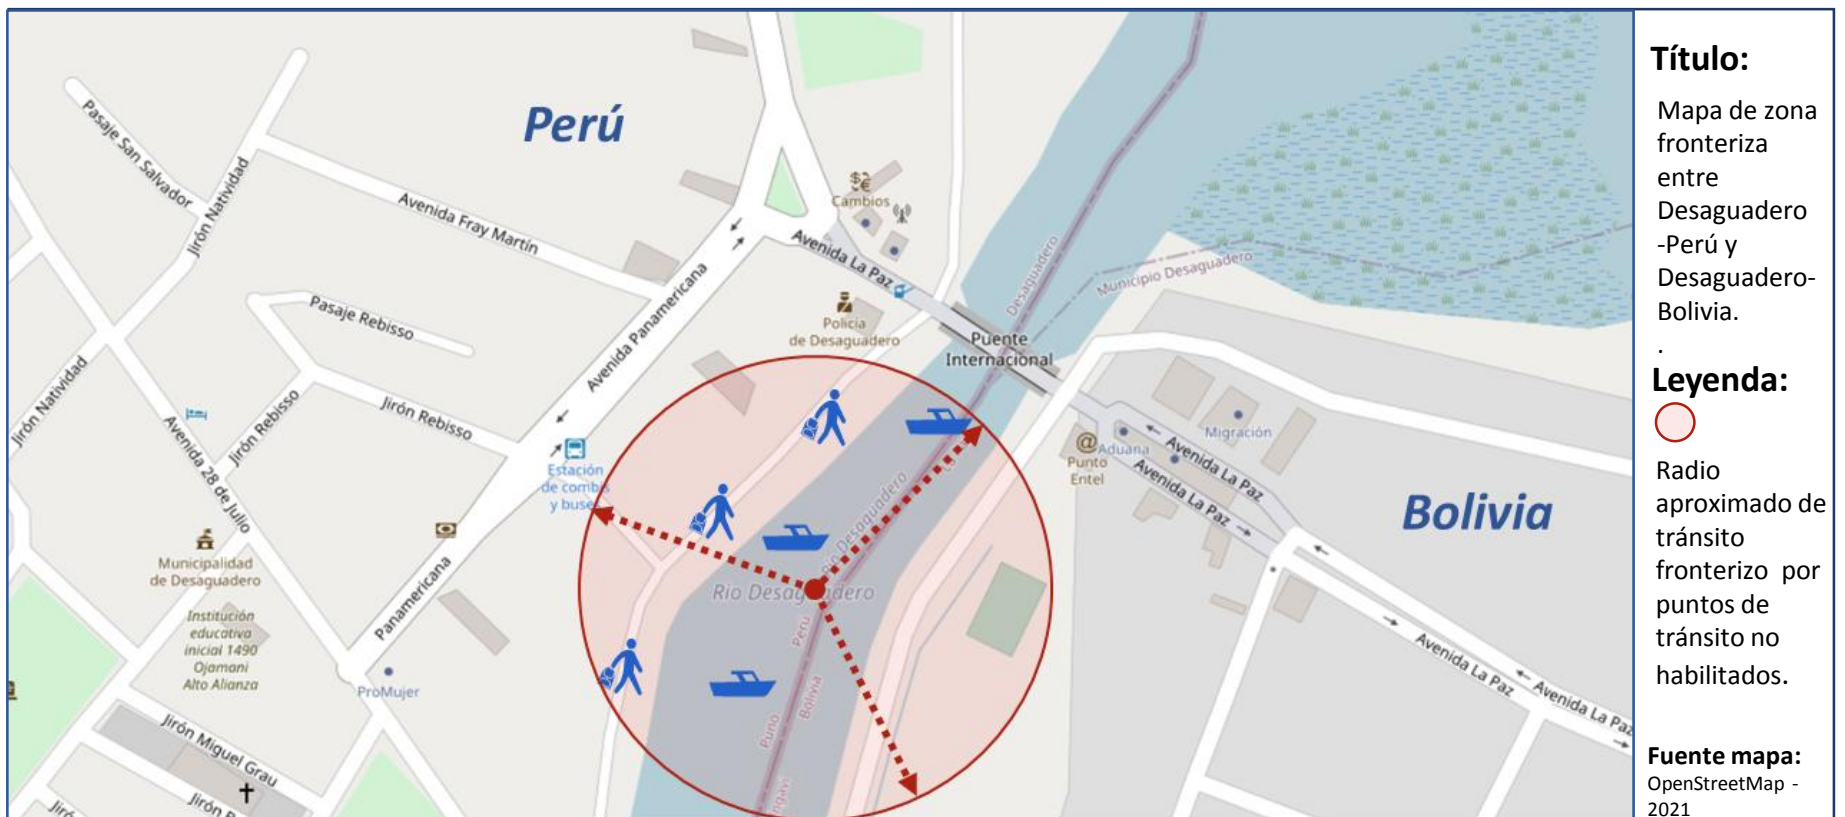 Perú
Bolivia
Pasaje San Salvador
Jirón Natividad
Avenida Fray Martín
Cambios
Avenida La Paz
Desaguadero
Municipio Desaguadero
Pasaje Rebisso
Avenida Panamericana
Policía
de Desaguadero
Puente
Internacional
Jirón Natividad
Jirón Rebisso
Jirón Rebisso
Avenida 28 de Julio
Estación
de combis
y buses
@
Punto
Entel
Aduana
Migración
Avenida La Paz
Avenida La Paz
Río Desaguadero
Rio Desaguadero
Municipalidad
de Desaguadero
Institución
educativa
inicial 1490
Ojamani
Alto Alianza
Panamericana
ProMujer
Perú
Bolivia
Puno
Avenida La Paz
Avenida La Paz
Jirón Miguel Grau
Título:
Mapa de zona
fronteriza
entre
Desaguadero
-Perú y
Desaguadero-
Bolivia.
.
Leyenda:
Radio
aproximado de
tránsito
fronterizo por
puntos de
tránsito no
habilitados.
Fuente mapa:
OpenStreetMap -
2021